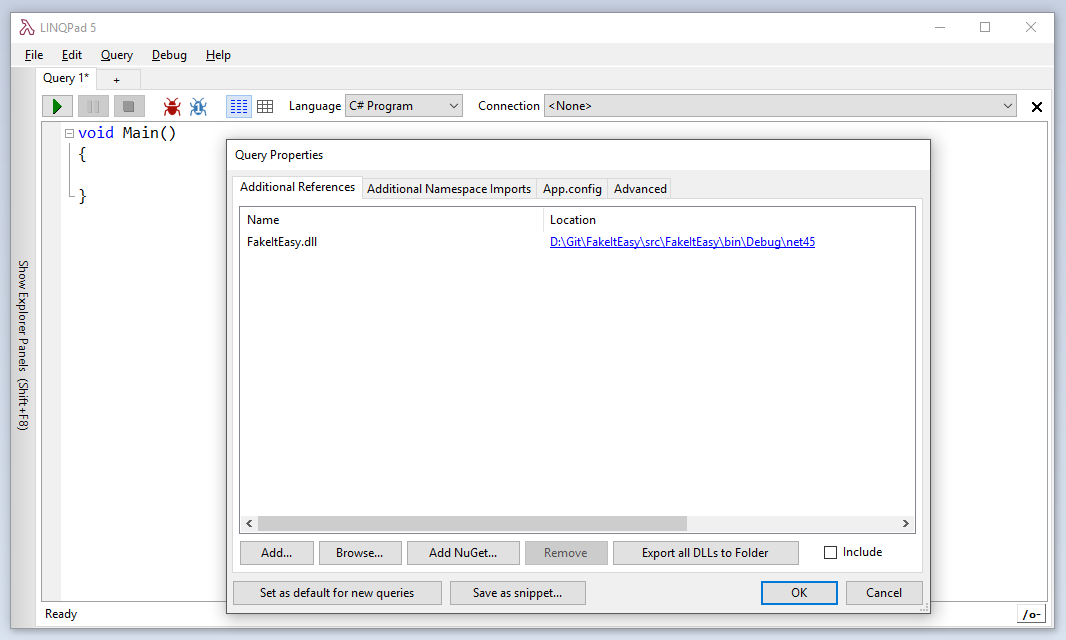 LINQPad 5
File Edit Query Debug Help
Query 1* +
Language C# Program Connection <None>
void Main()
{
}
Show Explorer Panels (Shift+F8)
Query Properties
Additional References Additional Namespace Imports App.config Advanced
Name Location
FakeItEasy.dll D:\Git\FakeItEasy\src\FakeItEasy\bin\Debug\net45
Add... Browse... Add NuGet... Remove Export all DLLs to Folder Include
Set as default for new queries Save as snippet... OK Cancel
Ready /o-